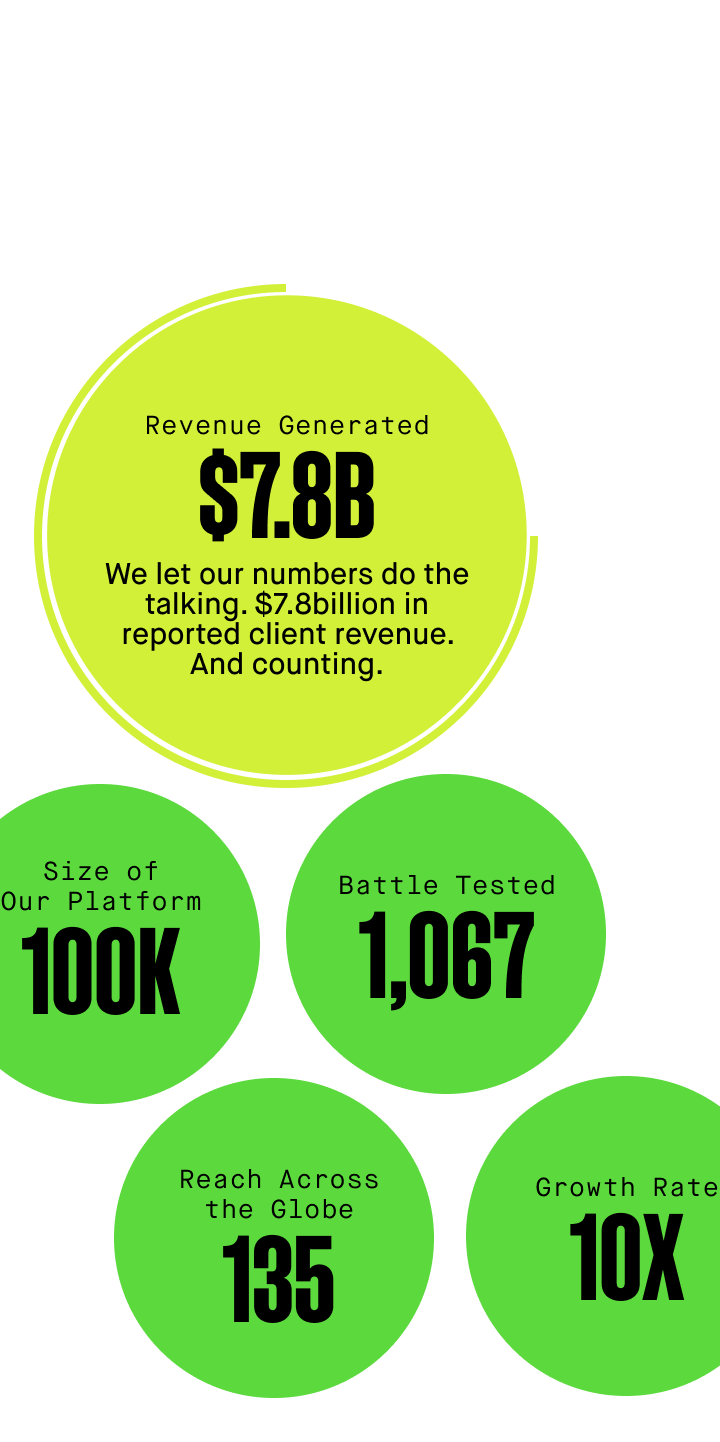 Revenue Generated
$7.8B
We let our numbers do the
talking. $7.8billion in
reported client revenue.
And counting.
Size of
Our Platform
100K
Battle Tested
1,067
Reach Across
the Globe
135
Growth Rate
10X